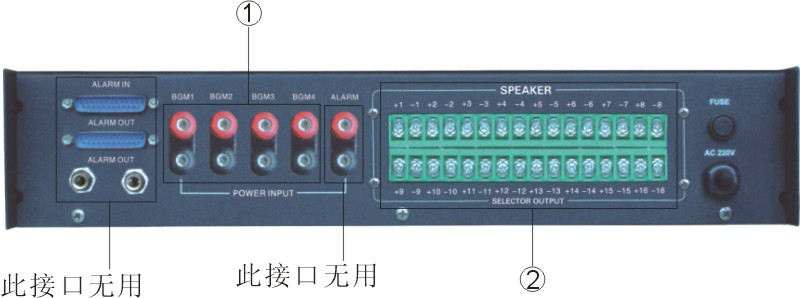 ①
ALARM IN
BGM1 BGM2 BGM3 BGM4 ALARM
SPEAKER
+1 −1 +2 −2 +3 −3 +4 −4 +5 −5 +6 −6 +7 −7 +8 −8
FUSE
ALARM OUT
AC 220V
ALARM OUT
POWER INPUT
+9 −9 +10 −10 +11 −11 +12 −12 +13 −13 +14 −14 +15 −15 +16 −16
SELECTOR OUTPUT
此接口无用
此接口无用
②